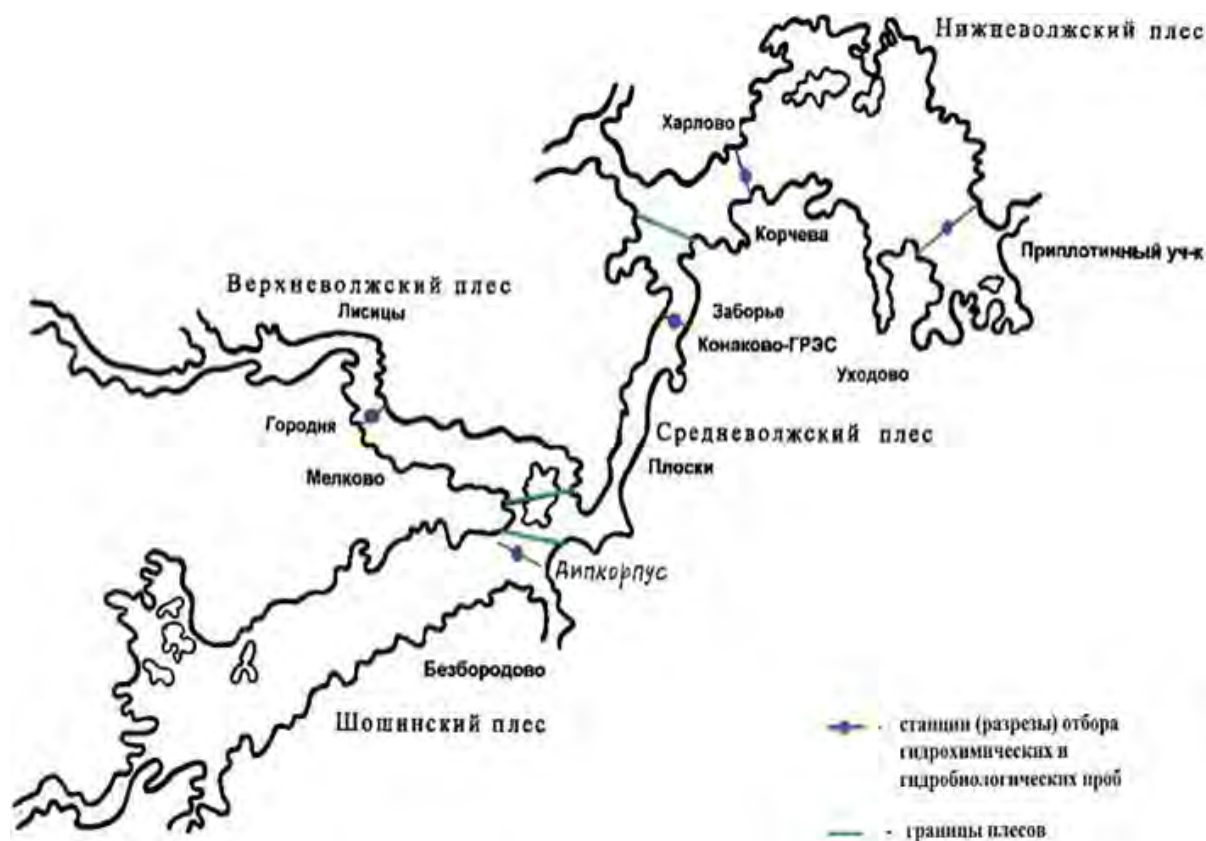 Нижневолжский плес
Харлово
Корчева
Приплотинный уч-к
Верхневолжский плес
Лисицы
Заборье
Конаково-ГРЭС
Уходово
Городня
Средневолжский плес
Плоски
Мелково
Дипкорпус
Безбородово
Шошинский плес
- станции (разрезы) отбора
гидрохимических и
гидробиологических проб
- границы плесов